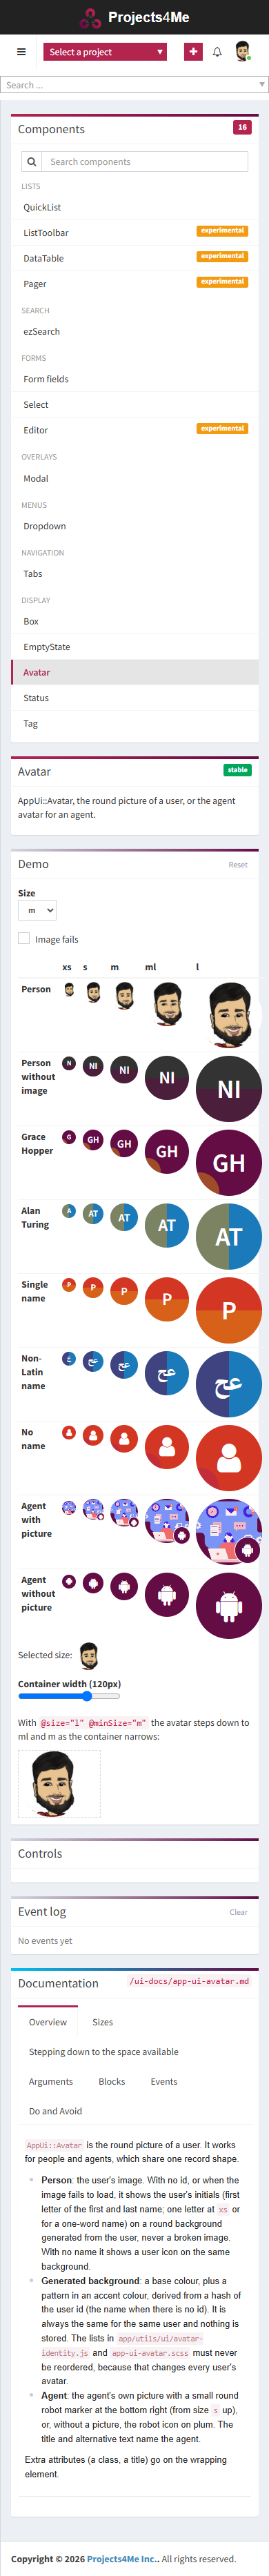 Projects4Me
Select a project
Search ...
Components
16
Search components
LISTS
QuickList
ListToolbar
experimental
DataTable
experimental
Pager
experimental
SEARCH
ezSearch
FORMS
Form fields
Select
Editor
experimental
OVERLAYS
Modal
MENUS
Dropdown
NAVIGATION
Tabs
DISPLAY
Box
EmptyState
Avatar
Status
Tag
Avatar
stable
AppUi::Avatar, the round picture of a user, or the agent
avatar for an agent.
Demo
Reset
Size
m
Image fails
xs s m ml l
Person
Person
without
image
N NI NI NI NI
Grace
Hopper
G GH GH GH GH
Alan
Turing
A AT AT AT AT
Single
name
P P P P P
Non-
Latin
name
ع عح عح عح عح
No
name
Agent
with
picture
Agent
without
picture
Selected size:
Container width (120px)
With @size="l" @minSize="m" the avatar steps down to
ml and m as the container narrows:
Controls
Event log
Clear
No events yet
Documentation
/ui-docs/app-ui-avatar.md
Overview Sizes
Stepping down to the space available
Arguments Blocks Events
Do and Avoid
AppUi::Avatar is the round picture of a user. It works
for people and agents, which share one record shape.
Person: the user's image. With no id, or when the
image fails to load, it shows the user's initials (first
letter of the first and last name; one letter at xs or
for a one-word name) on a round background
generated from the user, never a broken image.
With no name it shows a user icon on the same
background.
Generated background: a base colour, plus a
pattern in an accent colour, derived from a hash of
the user id (the name when there is no id). It is
always the same for the same user and nothing is
stored. The lists in app/utils/ui/avatar-
identity.js and app-ui-avatar.scss must never
be reordered, because that changes every user's
avatar.
Agent: the agent's own picture with a small round
robot marker at the bottom right (from size s up),
or, without a picture, the robot icon on plum. The
title and alternative text name the agent.
Extra attributes (a class, a title) go on the wrapping
element.
Copyright © 2026 Projects4Me Inc.. All rights reserved.